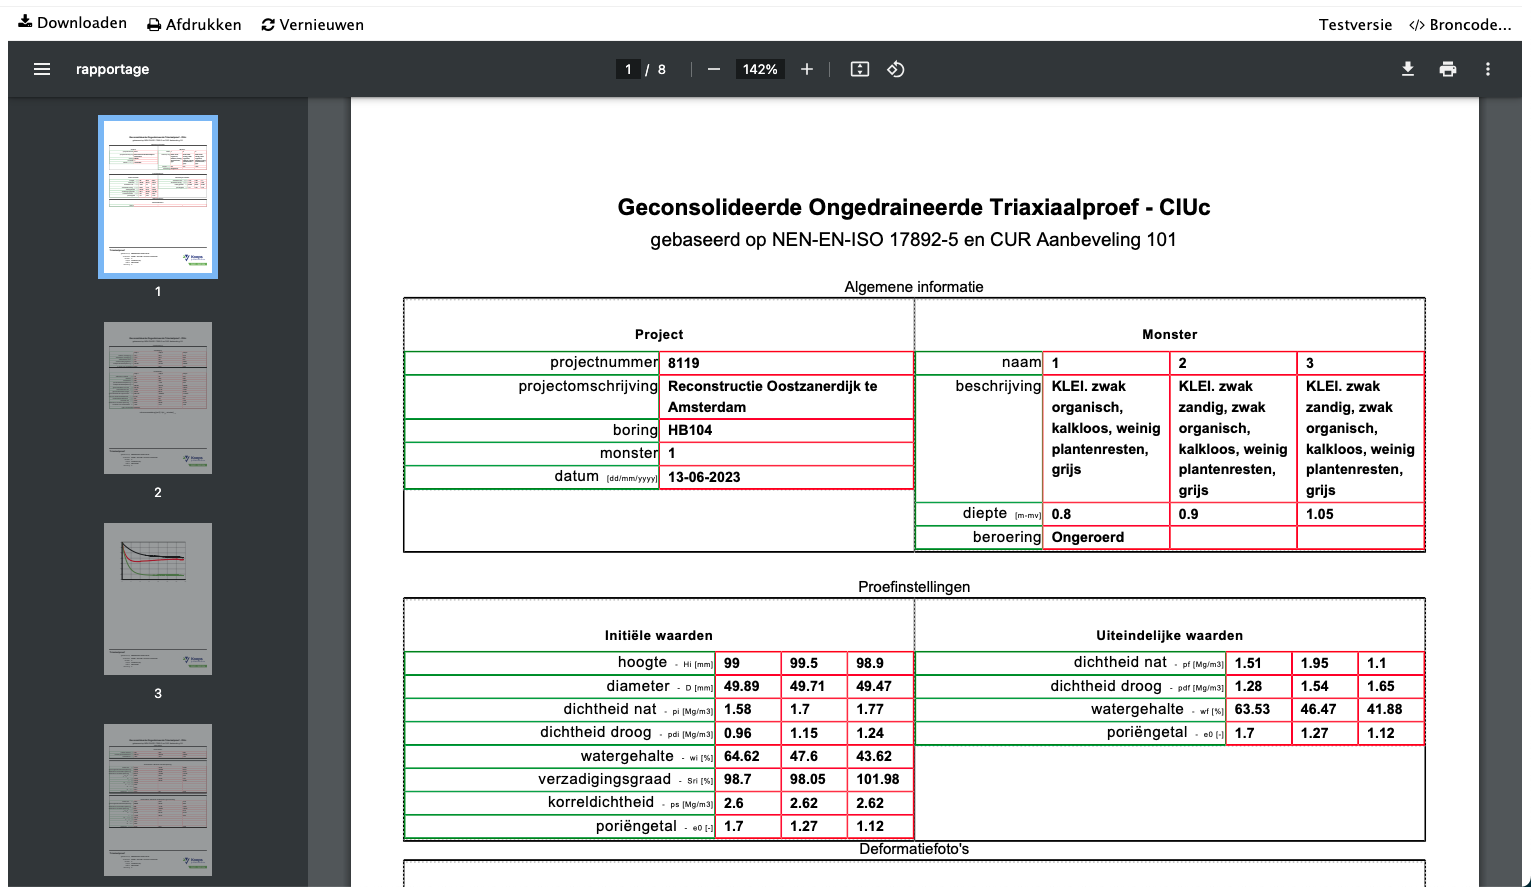 Downloaden Afdrukken Vernieuwen Testversie </> Broncode...
rapportage 1 / 8 142%
1
2
3
Geconsolideerde Ongedraineerde Triaxiaalproef - CIUc
gebaseerd op NEN-EN-ISO 17892-5 en CUR Aanbeveling 101
Algemene informatie
Project
projectnummer 8119
projectomschrijving Reconstructie Oostzanerdijk te
Amsterdam
boring HB104
monster 1
datum [dd/mm/yyyy] 13-06-2023
Monster
naam 1 2 3
beschrijving KLEI. zwak KLEI. zwak KLEI. zwak
organisch, zandig, zwak zandig, zwak
kalkloos, weinig organisch, organisch,
plantenresten, kalkloos, weinig kalkloos, weinig
grijs plantenresten, plantenresten,
grijs grijs
diepte [m-mv] 0.8 0.9 1.05
beroering Ongeroerd
Proefinstellingen
Initiële waarden
hoogte - Hi [mm] 99 99.5 98.9
diameter - D [mm] 49.89 49.71 49.47
dichtheid nat - pi [Mg/m3] 1.58 1.7 1.77
dichtheid droog - pdi [Mg/m3] 0.96 1.15 1.24
watergehalte - wi [%] 64.62 47.6 43.62
verzadigingsgraad - Sri [%] 98.7 98.05 101.98
korreldichtheid - ps [Mg/m3] 2.6 2.62 2.62
poriëngetal - e0 [-] 1.7 1.27 1.12
Uiteindelijke waarden
dichtheid nat - pf [Mg/m3] 1.51 1.95 1.1
dichtheid droog - pdf [Mg/m3] 1.28 1.54 1.65
watergehalte - wf [%] 63.53 46.47 41.88
poriëngetal - e0 [-] 1.7 1.27 1.12
Deformatiefoto's